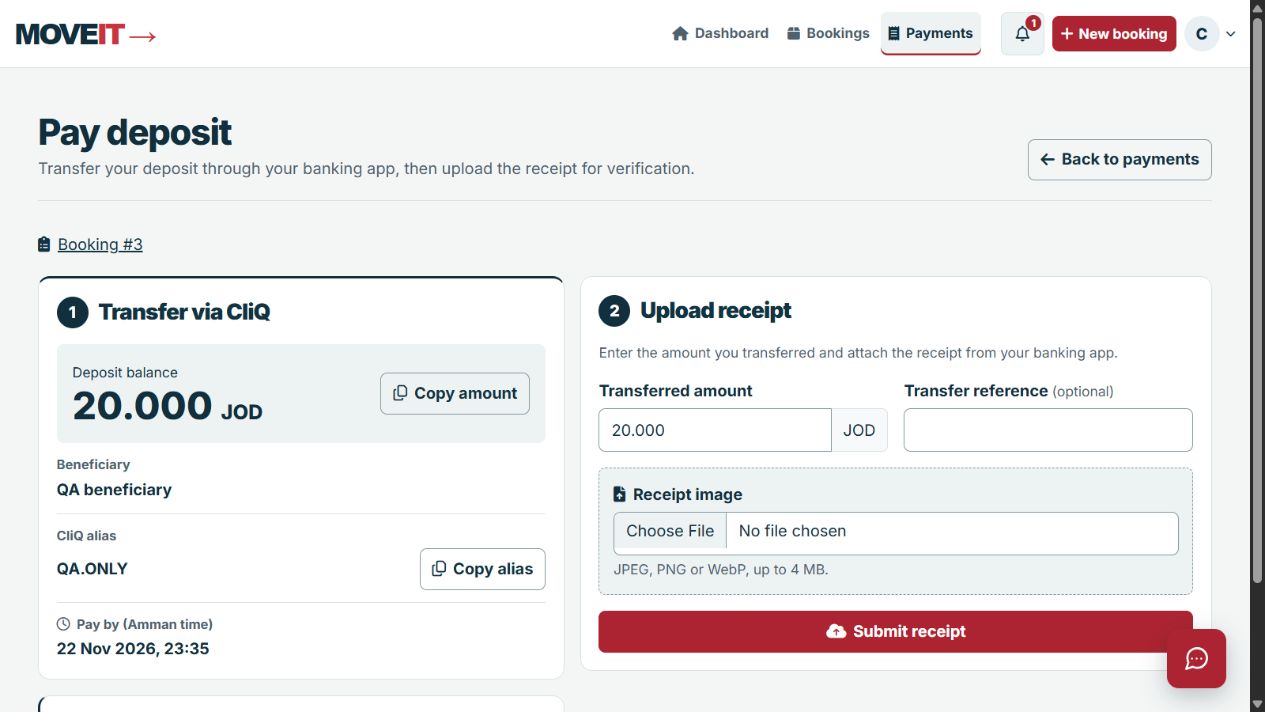 MOVEIT→
Dashboard
Bookings
Payments
1
+ New booking
C
Pay deposit
Transfer your deposit through your banking app, then upload the receipt for verification.
← Back to payments
Booking #3
1 Transfer via CliQ
Deposit balance
20.000 JOD
Copy amount
Beneficiary
QA beneficiary
CliQ alias
QA.ONLY
Copy alias
Pay by (Amman time)
22 Nov 2026, 23:35
2 Upload receipt
Enter the amount you transferred and attach the receipt from your banking app.
Transferred amount
20.000 JOD
Transfer reference (optional)
Receipt image
Choose File No file chosen
JPEG, PNG or WebP, up to 4 MB.
Submit receipt